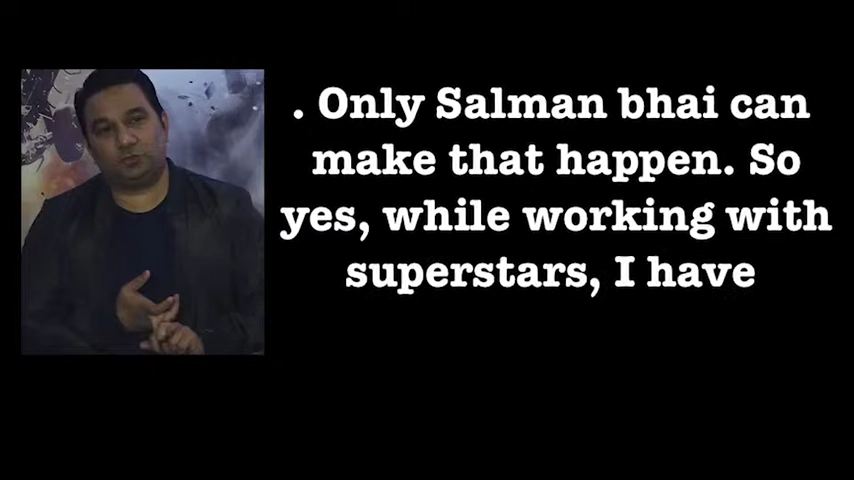 . Only Salman bhai can
make that happen. So
yes, while working with
superstars, I have